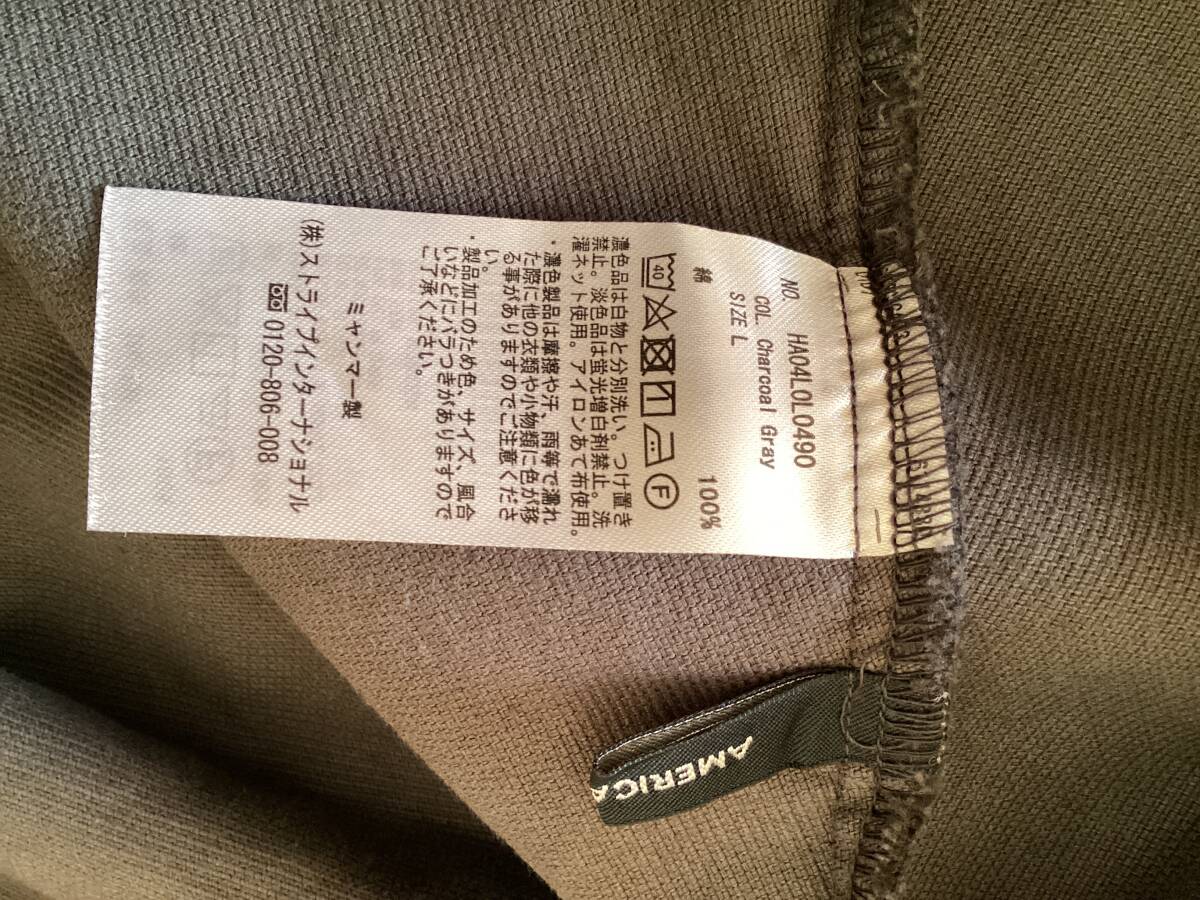 NO. HA04L0L0490
COL. Charcoal Gray
SIZE L
綿 100%
40
F
濃色品は白物と分別洗い。つけ置き
禁止。淡色品は蛍光増白剤禁止。洗
濯ネット使用。アイロンあて布使用。
・濃色製品は摩擦や汗、雨等で濡れ
た際に他の衣類や小物類に色が移
る事がありますのでご注意くださ
い。
・製品加工のため色、サイズ、風合
いなどにバラつきがありますので
ご了承ください。
ミャンマー製
(株)ストライプインターナショナル
0120-806-008
AMERICA